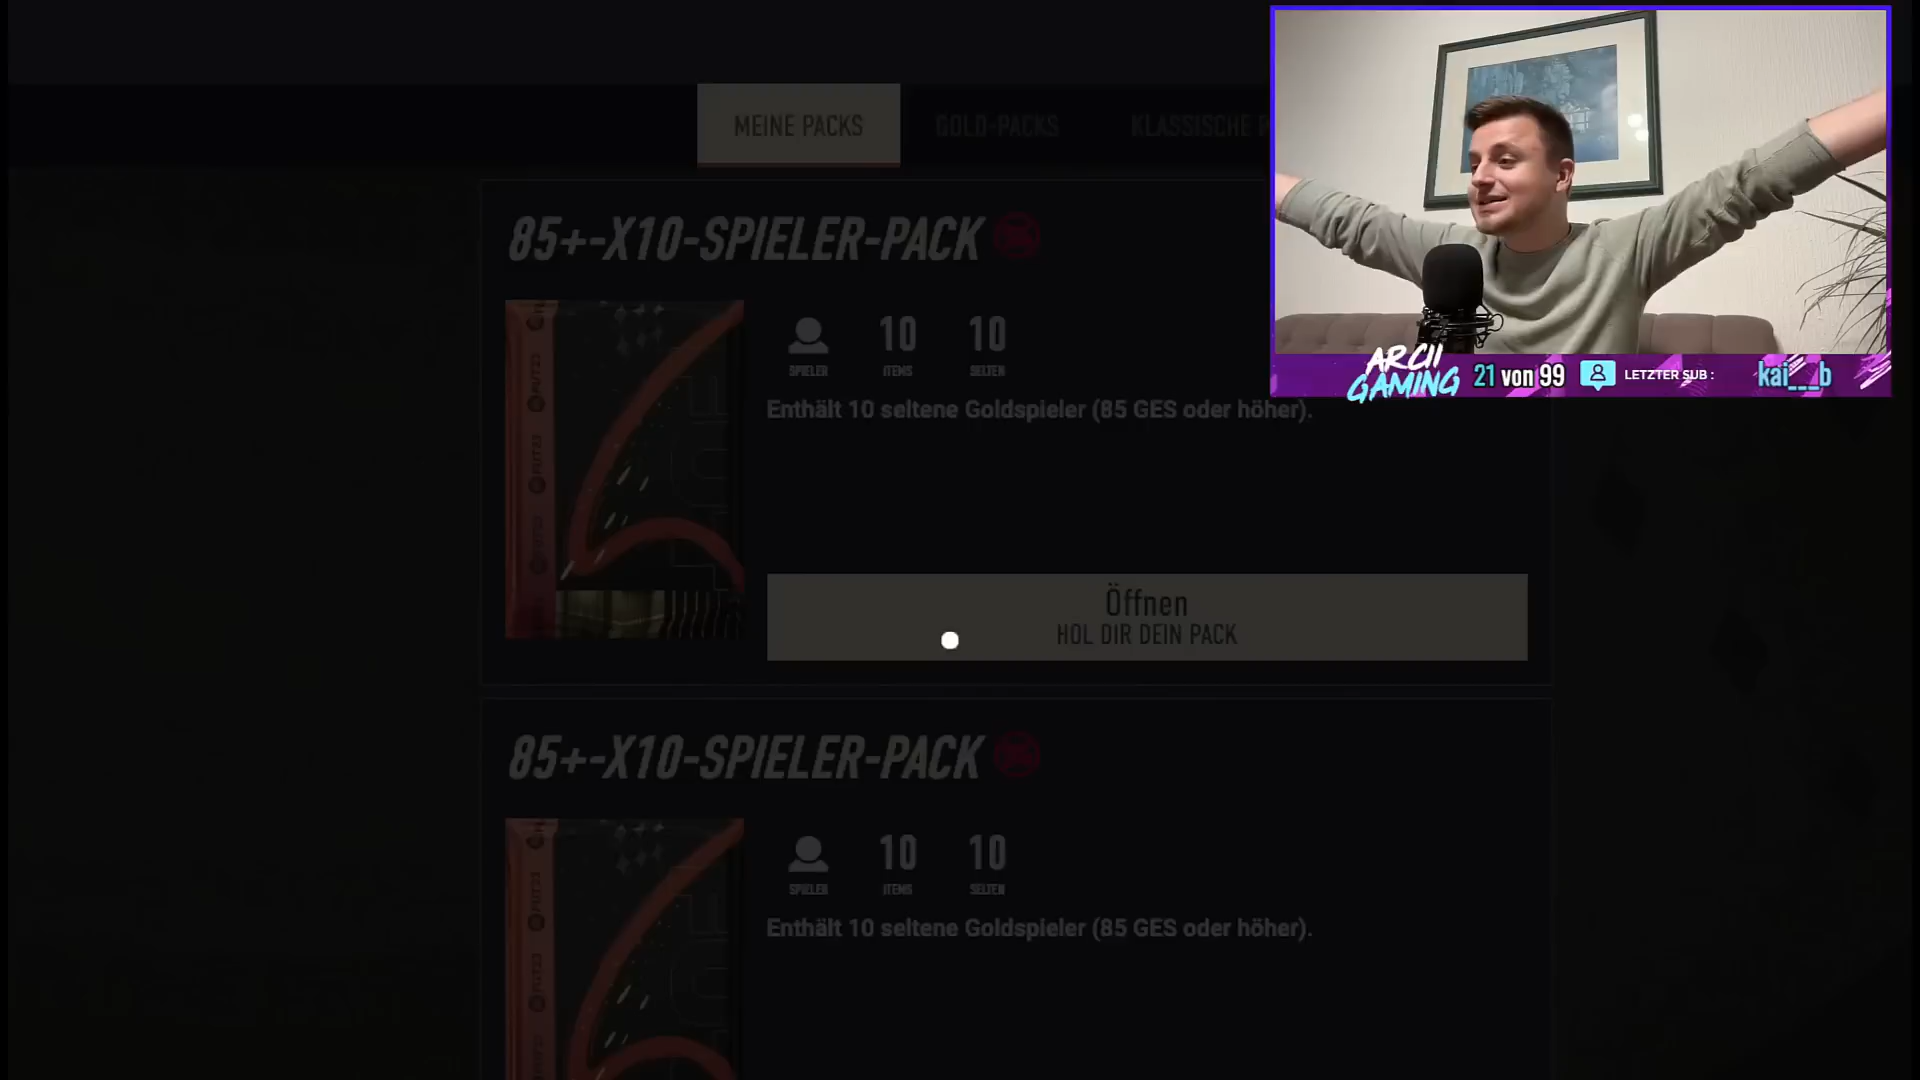 MEINE PACKS
GOLD-PACKS
KLASSISCHE P
85+-X10-SPIELER-PACK
10
10
SPIELER
ITEMS
SELTEN
Enthält 10 seltene Goldspieler (85 GES oder höher).
Öffnen
HOL DIR DEIN PACK
ARCII
GAMING
21 von 99
LETZTER SUB :
kai___b
85+-X10-SPIELER-PACK
10
10
SPIELER
ITEMS
SELTEN
Enthält 10 seltene Goldspieler (85 GES oder höher).